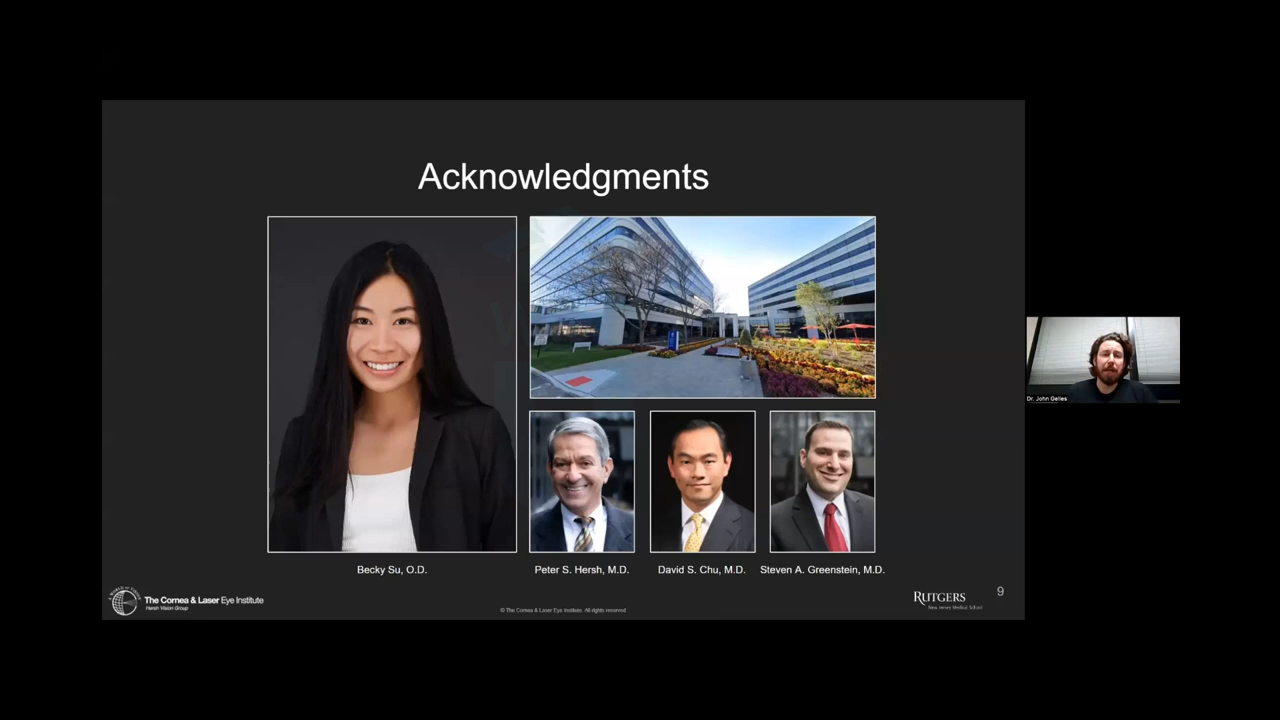 Acknowledgments
Becky Su, O.D.
Peter S. Hersh, M.D.
David S. Chu, M.D.
Steven A. Greenstein, M.D.
Dr. John Gelles
The Cornea & Laser Eye Institute
Hersh Vision Group
© The Cornea & Laser Eye Institute. All rights reserved
RUTGERS
New Jersey Medical School
9